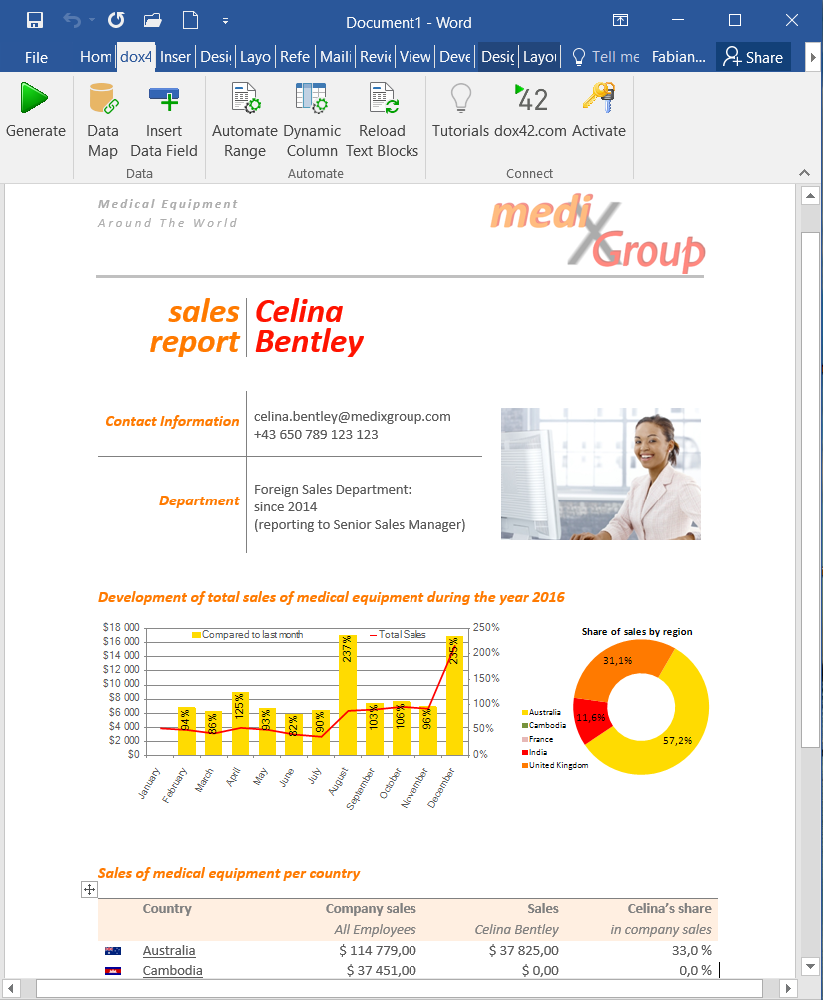 Document1 - Word
File Hom dox4 Inser Desi Layo Refe Maili Revie View Deve Desig Layou Tell me Fabian... Share
Generate Data Map Insert Data Field Automate Range Dynamic Column Reload Text Blocks Tutorials dox42.com Activate
42
Data Automate Connect
Medical Equipment
Around The World
medi
X
Group
sales report
Celina Bentley
Contact Information
celina.bentley@medixgroup.com
+43 650 789 123 123
Department
Foreign Sales Department:
since 2014
(reporting to Senior Sales Manager)
Development of total sales of medical equipment during the year 2016
Compared to last month Total Sales
$18 000
$16 000
$14 000
$12 000
$10 000
$8 000
$6 000
$4 000
$2 000
$0
94% 86% 125% 93% 82% 90% 237% 103% 106% 96% 235%
250%
200%
150%
100%
50%
0%
January February March April May June July August September October November December
Share of sales by region
31,1%
11,6%
57,2%
Australia
Cambodia
France
India
United Kingdom
Sales of medical equipment per country
Country Company sales Sales Celina's share
All Employees Celina Bentley in company sales
Australia $ 114 779,00 $ 37 825,00 33,0 %
Cambodia $ 37 451,00 $ 0,00 0,0 %